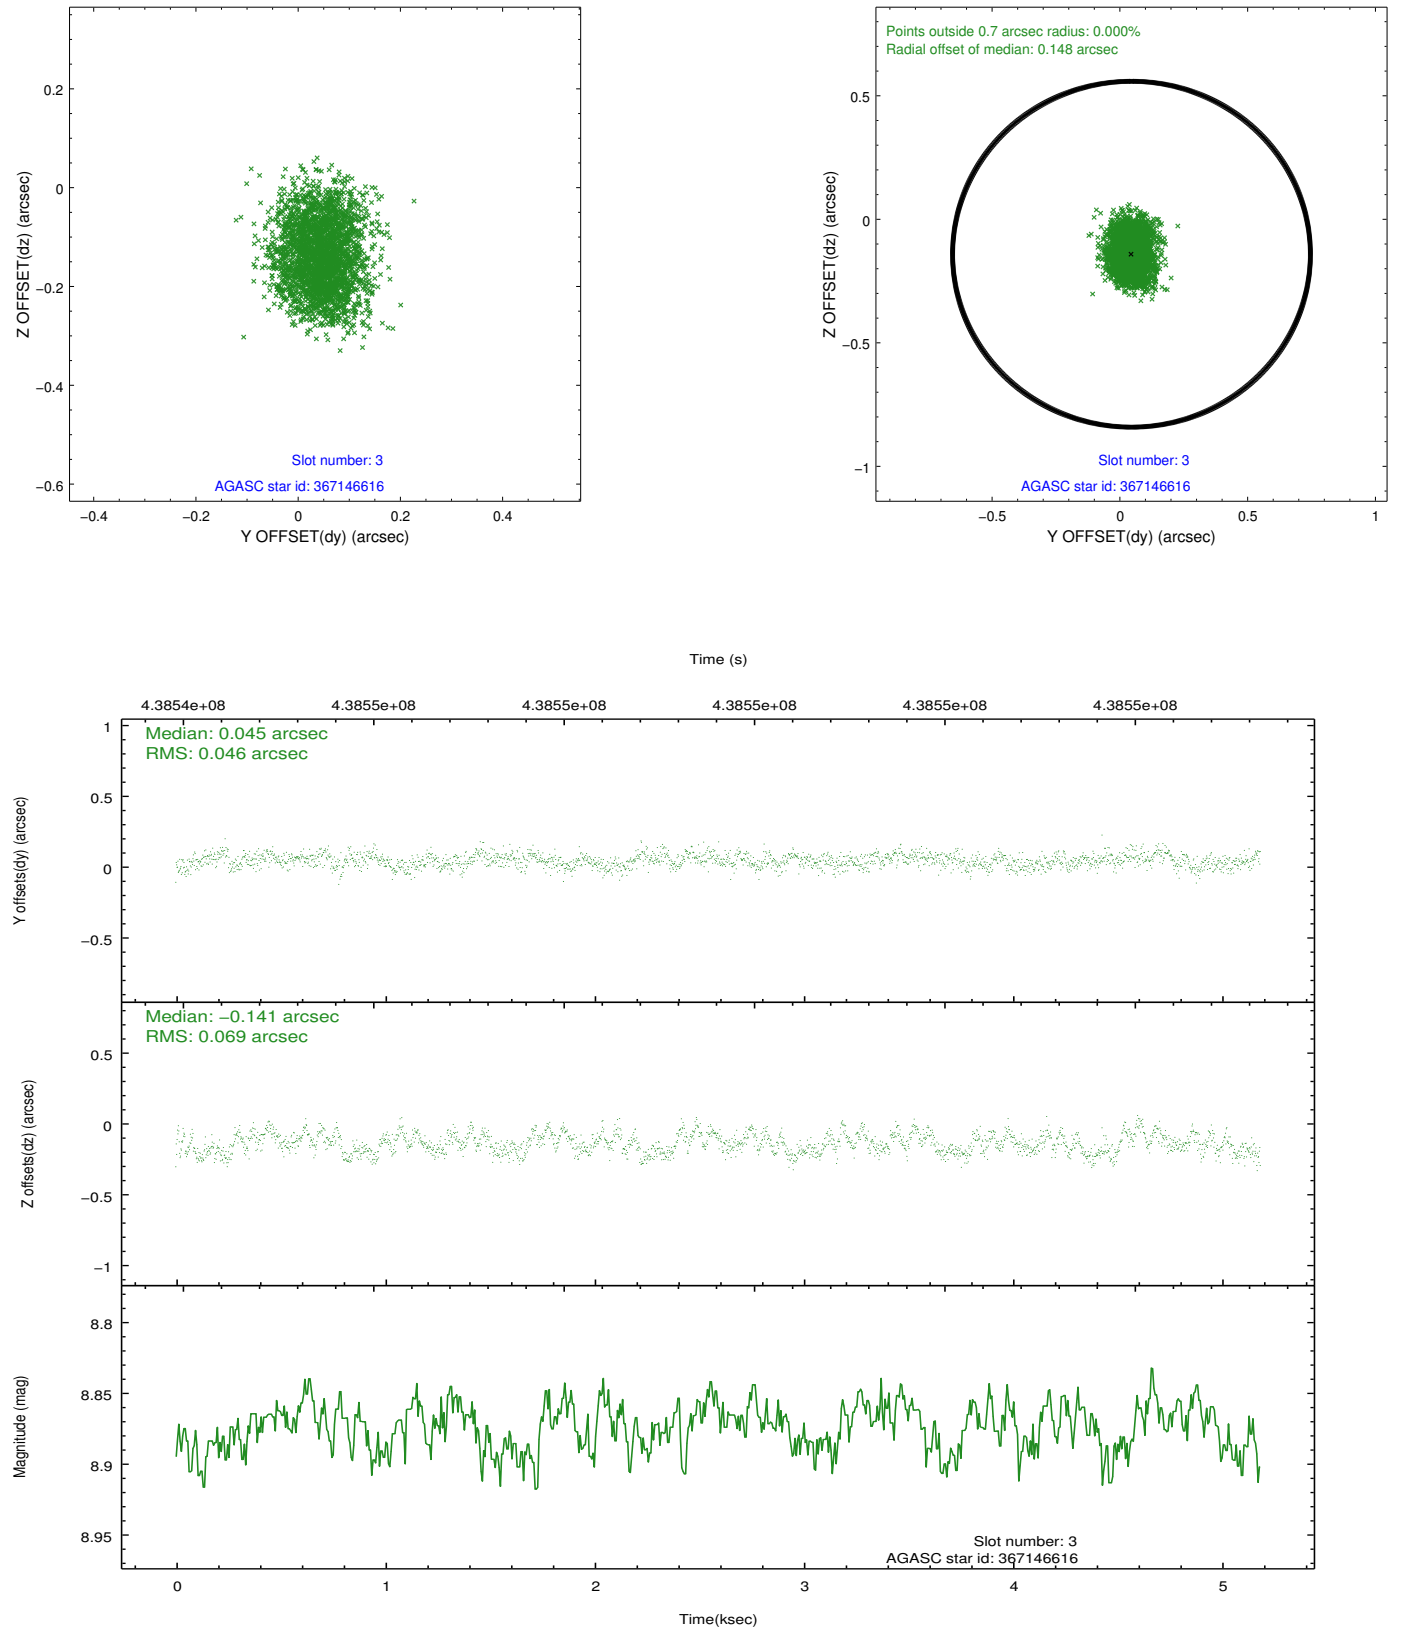 0.2
0
−0.2
−0.4
−0.6
Z OFFSET(dz) (arcsec)
Slot number: 3
AGASC star id: 367146616
−0.4 −0.2 0 0.2 0.4
Y OFFSET(dy) (arcsec)
Points outside 0.7 arcsec radius: 0.000%
Radial offset of median: 0.148 arcsec
0.5
0
−0.5
−1
Z OFFSET(dz) (arcsec)
Slot number: 3
AGASC star id: 367146616
−0.5 0 0.5 1
Y OFFSET(dy) (arcsec)
Time (s)
4.3854e+08 4.3855e+08 4.3855e+08 4.3855e+08 4.3855e+08 4.3855e+08
Median: 0.045 arcsec
RMS: 0.046 arcsec
1
0.5
0
−0.5
Y offsets(dy) (arcsec)
Median: −0.141 arcsec
RMS: 0.069 arcsec
0.5
0
−0.5
−1
Z offsets(dz) (arcsec)
8.8
8.85
8.9
8.95
Magnitude (mag)
Slot number: 3
AGASC star id: 367146616
0 1 2 3 4 5
Time(ksec)